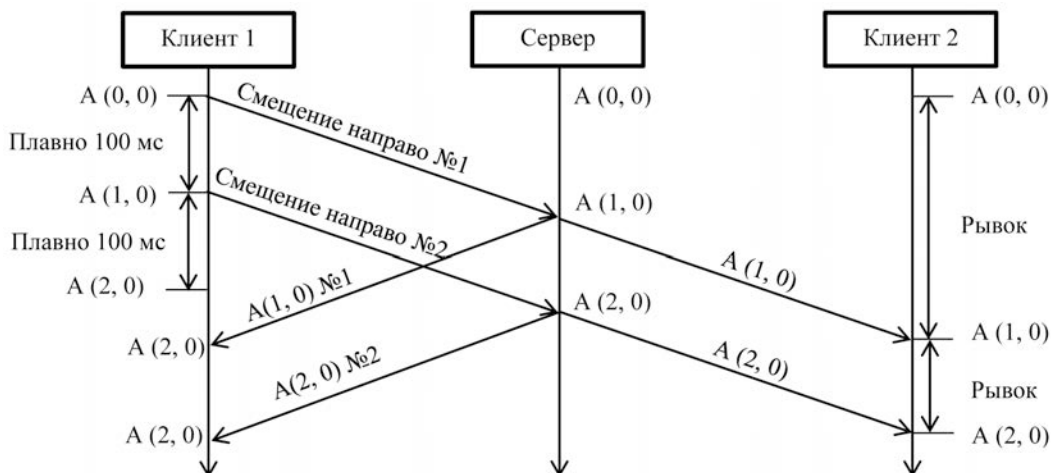 Клиент 1
Сервер
Клиент 2
А (0, 0)
Смещение направо №1
А (0, 0)
А (0, 0)
Плавно 100 мс
А (1, 0)
Смещение направо №2
А (1, 0)
Рывок
Плавно 100 мс
А (1, 0)
А (2, 0)
А(1, 0) №1
А (2, 0)
А (1, 0)
А (2, 0)
А(2, 0) №2
А (2, 0)
Рывок
А (2, 0)
А (2, 0)